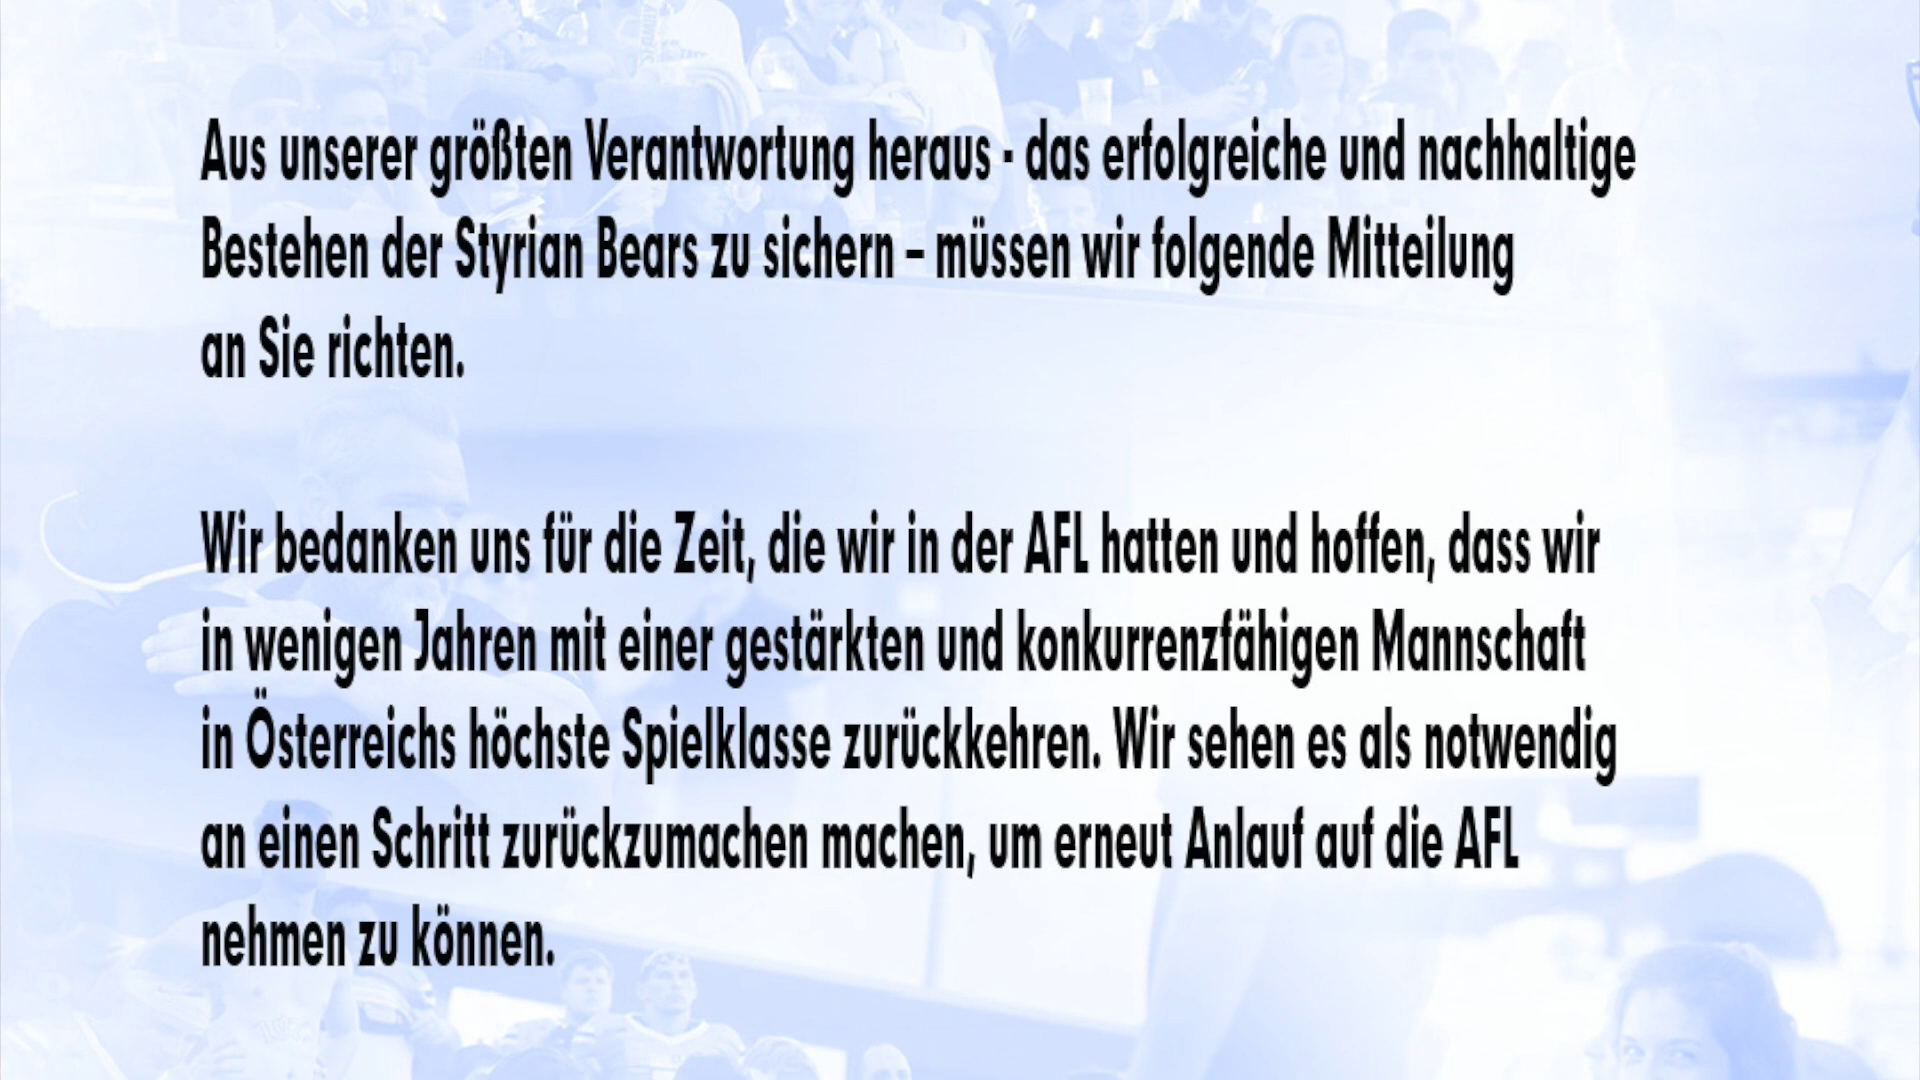 Aus unserer größten Verantwortung heraus - das erfolgreiche und nachhaltige
Bestehen der Styrian Bears zu sichern – müssen wir folgende Mitteilung
an Sie richten.
Wir bedanken uns für die Zeit, die wir in der AFL hatten und hoffen, dass wir
in wenigen Jahren mit einer gestärkten und konkurrenzfähigen Mannschaft
in Österreichs höchste Spielklasse zurückkehren. Wir sehen es als notwendig
an einen Schritt zurückzumachen machen, um erneut Anlauf auf die AFL
nehmen zu können.